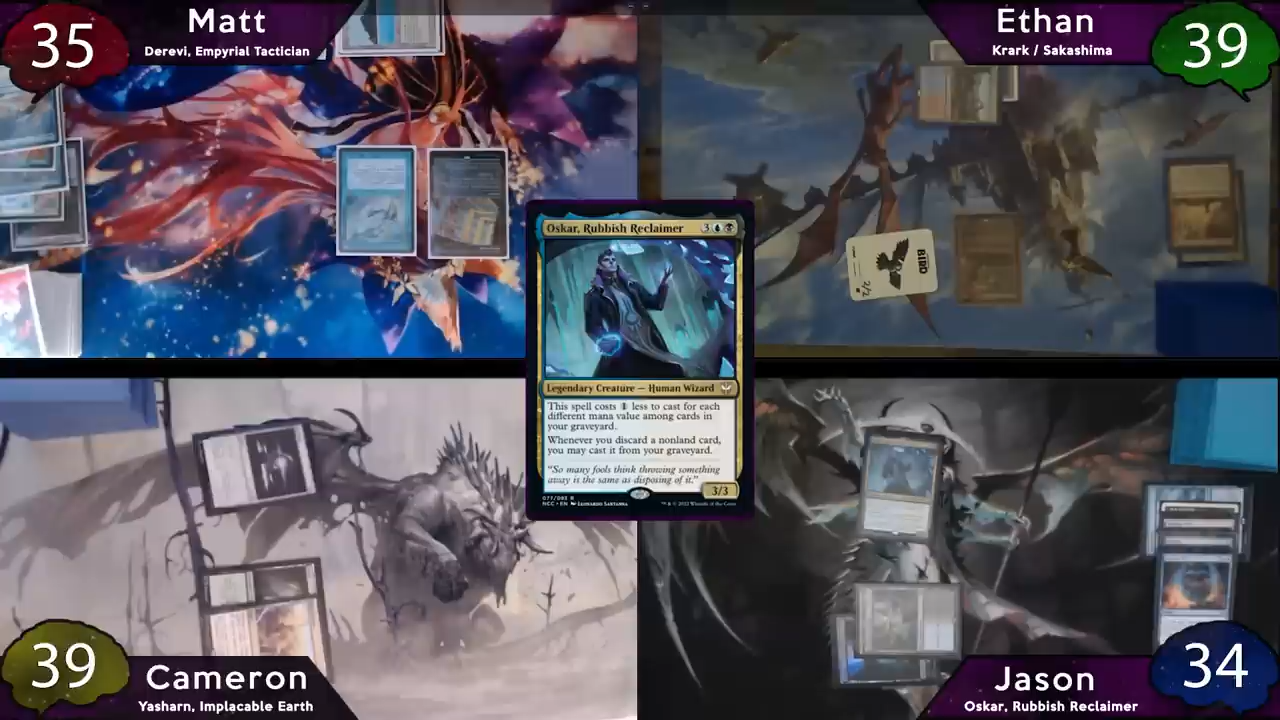 35
Matt
Derevi, Empyrial Tactician
Ethan
Krark / Sakashima
39
BIRD
2/2
Oskar, Rubbish Reclaimer 3
Legendary Creature — Human Wizard
This spell costs 1 less to cast for each
different mana value among cards in
your graveyard.
Whenever you discard a nonland card,
you may cast it from your graveyard.
"So many fools think throwing something
away is the same as disposing of it."
3/3
39
Cameron
Yasharn, Implacable Earth
Jason
Oskar, Rubbish Reclaimer
34